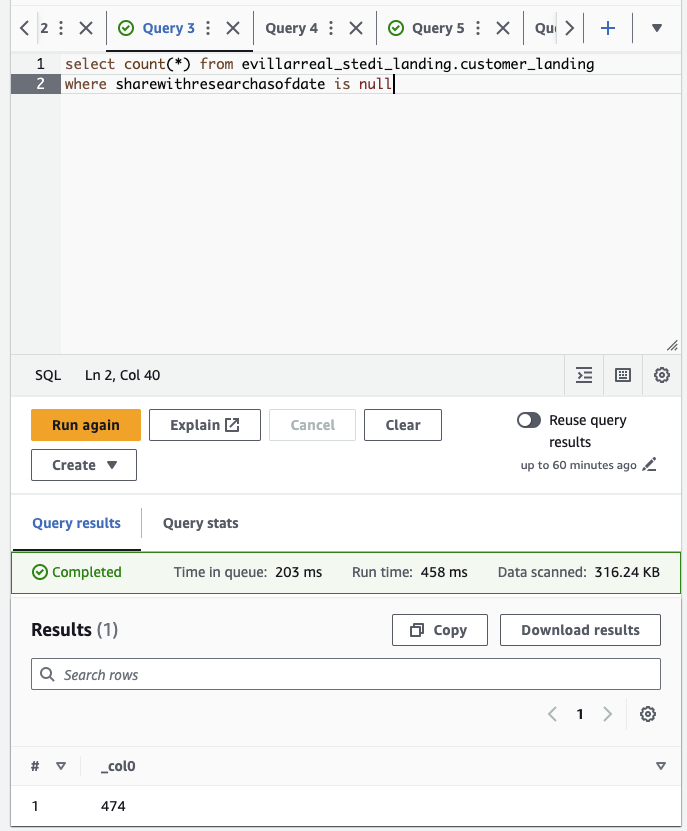 2 Query 3 Query 4 Query 5 Qu
1 select count(*) from evillarreal_stedi_landing.customer_landing
2 where sharewithresearchasofdate is null
SQL Ln 2, Col 40
Run again Explain Cancel Clear Reuse query results
Create up to 60 minutes ago
Query results Query stats
Completed Time in queue: 203 ms Run time: 458 ms Data scanned: 316.24 KB
Results (1) Copy Download results
Search rows
1
# _col0
1 474